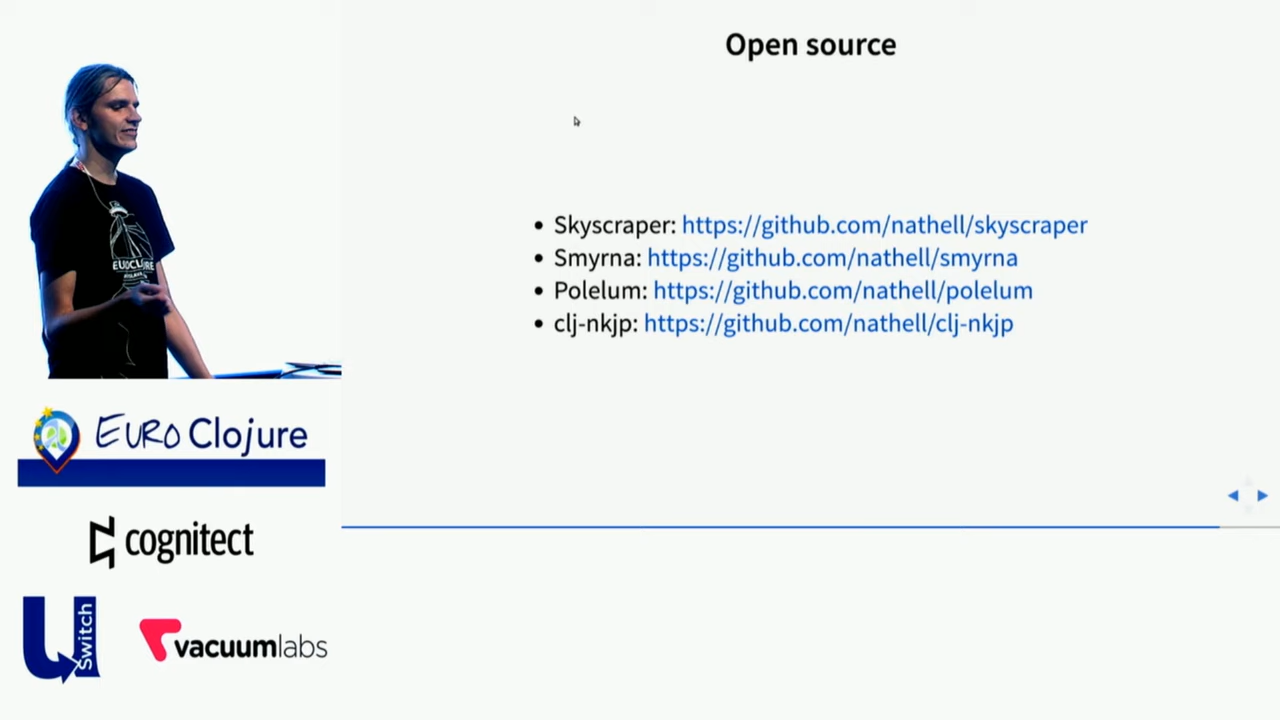 Open source
• Skyscraper: https://github.com/nathell/skyscraper
• Smyrna: https://github.com/nathell/smyrna
• Polelum: https://github.com/nathell/polelum
• clj-nkjp: https://github.com/nathell/clj-nkjp
EUROCLOJURE
EURO Clojure
cognitect
uSwitch
vacuumlabs